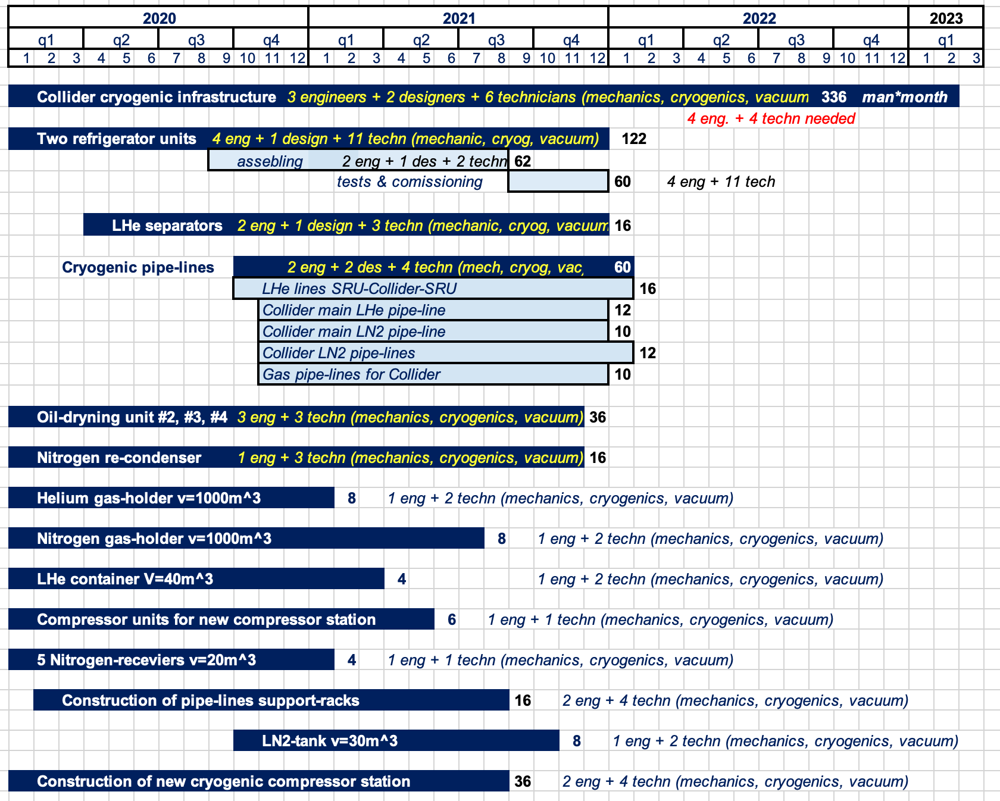 2020 2021 2022 2023
q1 q2 q3 q4 q1 q2 q3 q4 q1 q2 q3 q4 q1
1 2 3 4 5 6 7 8 9 10 11 12 1 2 3 4 5 6 7 8 9 10 11 12 1 2 3 4 5 6 7 8 9 10 11 12 1 2 3
Collider cryogenic infrastructure 3 engineers + 2 designers + 6 technicians (mechanics, cryogenics, vacuum 336 man*month
4 eng. + 4 techn needed
Two refrigerator units 4 eng + 1 design + 11 techn (mechanic, cryog, vacuum) 122
assebling 2 eng + 1 des + 2 techn 62
tests & comissioning 60 4 eng + 11 tech
LHe separators 2 eng + 1 design + 3 techn (mechanic, cryog, vacuum 16
Cryogenic pipe-lines 2 eng + 2 des + 4 techn (mech, cryog, vac, 60
LHe lines SRU-Collider-SRU 16
Collider main LHe pipe-line 12
Collider main LN2 pipe-line 10
Collider LN2 pipe-lines 12
Gas pipe-lines for Collider 10
Oil-dryning unit #2, #3, #4 3 eng + 3 techn (mechanics, cryogenics, vacuum) 36
Nitrogen re-condenser 1 eng + 3 techn (mechanics, cryogenics, vacuum) 16
Helium gas-holder v=1000m^3 8 1 eng + 2 techn (mechanics, cryogenics, vacuum)
Nitrogen gas-holder v=1000m^3 8 1 eng + 2 techn (mechanics, cryogenics, vacuum)
LHe container V=40m^3 4 1 eng + 2 techn (mechanics, cryogenics, vacuum)
Compressor units for new compressor station 6 1 eng + 1 techn (mechanics, cryogenics, vacuum)
5 Nitrogen-receviers v=20m^3 4 1 eng + 1 techn (mechanics, cryogenics, vacuum)
Construction of pipe-lines support-racks 16 2 eng + 4 techn (mechanics, cryogenics, vacuum)
LN2-tank v=30m^3 8 1 eng + 2 techn (mechanics, cryogenics, vacuum)
Construction of new cryogenic compressor station 36 2 eng + 4 techn (mechanics, cryogenics, vacuum)